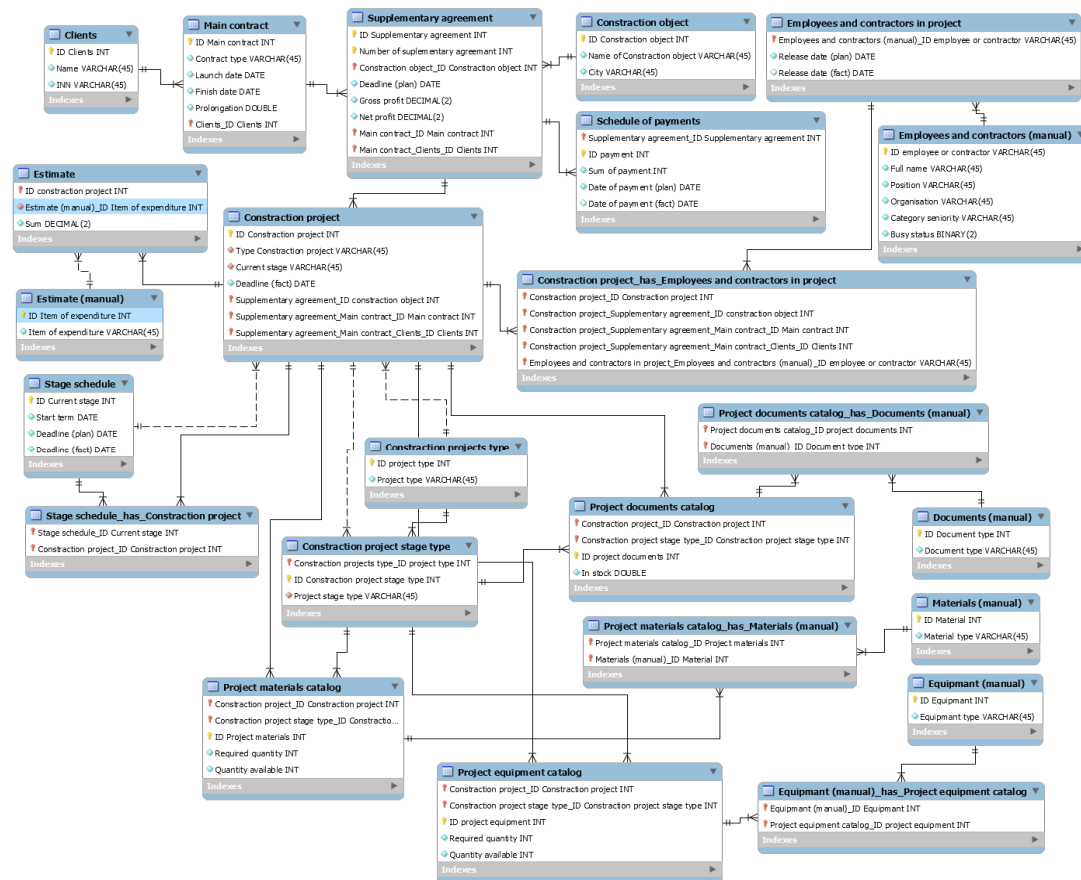 Clients
ID Clients INT
Name VARCHAR(45)
INN VARCHAR(45)
Indexes
Main contract
ID Main contract INT
Contract type VARCHAR(45)
Launch date DATE
Finish date DATE
Prolongation DOUBLE
Clients_ID Clients INT
Indexes
Supplementary agreement
ID Supplementary agreement INT
Number of suplementary agreemant INT
Constraction object_ID Constraction object INT
Deadline (plan) DATE
Gross profit DECIMAL(2)
Net profit DECIMAL(2)
Main contract_ID Main contract INT
Main contract_Clients_ID Clients INT
Indexes
Constraction object
ID Constraction object INT
Name of Constraction object VARCHAR(45)
City VARCHAR(45)
Indexes
Employees and contractors in project
Employees and contractors (manual)_ID employee or contractor VARCHAR(45)
Release date (plan) DATE
Release date (fact) DATE
Indexes
Schedule of payments
Supplementary agreement_ID Supplementary agreement INT
ID payment INT
Sum of payment INT
Date of payment (plan) DATE
Date of payment (fact) DATE
Indexes
Employees and contractors (manual)
ID employee or contractor VARCHAR(45)
Full name VARCHAR(45)
Position VARCHAR(45)
Organisation VARCHAR(45)
Category seniority VARCHAR(45)
Busy status BINARY(2)
Indexes
Estimate
ID constraction project INT
Estimate (manual)_ID Item of expenditure INT
Sum DECIMAL(2)
Indexes
Constraction project
ID Constraction project INT
Type Constraction project VARCHAR(45)
Current stage VARCHAR(45)
Deadline (fact) DATE
Supplementary agreement_ID constraction object INT
Supplementary agreement_Main contract_ID Main contract INT
Supplementary agreement_Main contract_Clients_ID Clients INT
Indexes
Estimate (manual)
ID Item of expenditure INT
Item of expenditure VARCHAR(45)
Indexes
Constraction project_has_Employees and contractors in project
Constraction project_ID Constraction project INT
Constraction project_Supplementary agreement_ID constraction object INT
Constraction project_Supplementary agreement_Main contract_ID Main contract INT
Constraction project_Supplementary agreement_Main contract_Clients_ID Clients INT
Employees and contractors in project_Employees and contractors (manual)_ID employee or contractor VARCHAR(45)
Indexes
Stage schedule
ID Current stage INT
Start term DATE
Deadline (plan) DATE
Deadline (fact) DATE
Indexes
Constraction projects type
ID project type INT
Project type VARCHAR(45)
Indexes
Project documents catalog_has_Documents (manual)
Project documents catalog_ID project documents INT
Documents (manual)_ID Document type INT
Indexes
Stage schedule_has_Constraction project
Stage schedule_ID Current stage INT
Constraction project_ID Constraction project INT
Indexes
Project documents catalog
Constraction project_ID Constraction project INT
Constraction project stage type_ID Constraction project stage type INT
ID project documents INT
In stock DOUBLE
Indexes
Documents (manual)
ID Document type INT
Document type VARCHAR(45)
Indexes
Constraction project stage type
Constraction projects type_ID project type INT
ID Constraction project stage type INT
Project stage type VARCHAR(45)
Indexes
Materials (manual)
ID Material INT
Material type VARCHAR(45)
Indexes
Project materials catalog_has_Materials (manual)
Project materials catalog_ID Project materials INT
Materials (manual)_ID Material INT
Indexes
Project materials catalog
Constraction project_ID Constraction project INT
Constraction project stage type_ID Constractio...
ID Project materials INT
Required quantity INT
Quantity available INT
Indexes
Equipmant (manual)
ID Equipmant INT
Equipmant type VARCHAR(45)
Indexes
Project equipment catalog
Constraction project_ID Constraction project INT
Constraction project stage type_ID Constraction project stage type INT
ID project equipment INT
Required quantity INT
Quantity available INT
Indexes
Equipmant (manual)_has_Project equipment catalog
Equipmant (manual)_ID Equipmant INT
Project equipment catalog_ID project equipment INT
Indexes